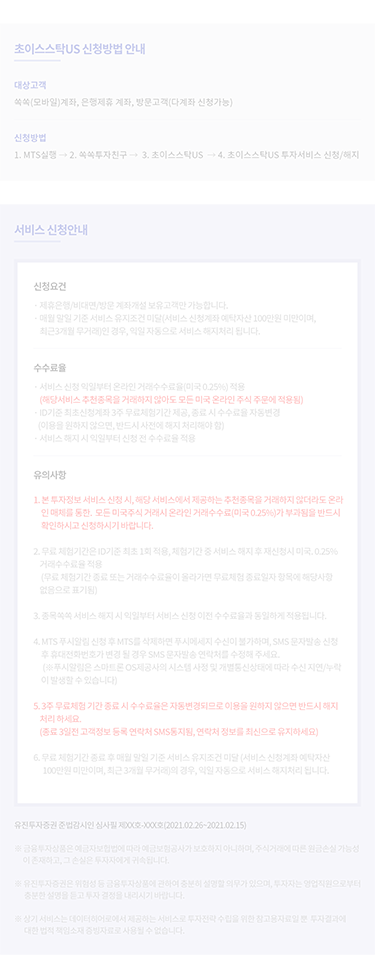 초이스스탁US 신청방법 안내
대상고객
쏙쏙(모바일)계좌, 은행제휴 계좌, 방문고객(다계좌 신청가능)
신청방법
1. MTS실행 → 2. 쏙쏙투자친구 → 3. 초이스스탁US → 4. 초이스스탁US 투자서비스 신청/해지
서비스 신청안내
신청요건
· 제휴은행/비대면/방문 계좌개설 보유고객만 가능합니다.
· 매월 말일 기준 서비스 유지조건 미달(서비스 신청계좌 예탁자산 100만원 미만이며,
최근3개월 무거래)인 경우, 익일 자동으로 서비스 해지처리 됩니다.
수수료율
· 서비스 신청 익일부터 온라인 거래수수료율(미국 0.25%) 적용
(해당서비스 추천종목을 거래하지 않아도 모든 미국 온라인 주식 주문에 적용됨)
· ID기준 최초신청계좌 3주 무료체험기간 제공, 종료 시 수수료율 자동변경
(이용을 원하지 않으면, 반드시 사전에 해지 처리해야 함)
· 서비스 해지 시 익일부터 신청 전 수수료율 적용
유의사항
1. 본 투자정보 서비스 신청 시, 해당 서비스에서 제공하는 추천종목을 거래하지 않더라도 온라
인 매체를 통한, 모든 미국주식 거래시 온라인 거래수수료(미국 0.25%)가 부과됨을 반드시
확인하시고 신청하시기 바랍니다.
2. 무료 체험기간은 ID기준 최초 1회 적용, 체험기간 중 서비스 해지 후 재신청시 미국. 0.25%
거래수수료율 적용
(무료 체험기간 종료 또는 거래수수료율이 올라가면 무료체험 종료일자 항목에 해당사항
없음으로 표기됨)
3. 종목쏙쏙 서비스 해지 시 익일부터 서비스 신청 이전 수수료율과 동일하게 적용됩니다.
4. MTS 푸시알림 신청 후 MTS를 삭제하면 푸시메세지 수신이 불가하며, SMS 문자발송 신청
후 휴대전화번호가 변경 될 경우 SMS 문자발송 연락처를 수정해 주세요.
(※푸시알림은 스마트폰 OS제공사의 시스템 사정 및 개별통신상태에 따라 수신 지연/누락
이 발생할 수 있습니다)
5. 3주 무료체험 기간 종료 시 수수료율은 자동변경되므로 이용을 원하지 않으면 반드시 해지
처리 하세요.
(종료 3일전 고객정보 등록 연락처 SMS통지됨, 연락처 정보를 최신으로 유지하세요)
6. 무료 체험기간 종료 후 매월 말일 기준 서비스 유지조건 미달 (서비스 신청계좌 예탁자산
100만원 미만이며, 최근 3개월 무거래)의 경우, 익일 자동으로 서비스 해지처리 됩니다.
유진투자증권 준법감시인 심사필 제XX호-XXX호(2021.02.26~2021.02.15)
※ 금융투자상품은 예금자보험법에 따라 예금보험공사가 보호하지 아니하며, 주식거래에 따른 원금손실 가능성
이 존재하고, 그 손실은 투자자에게 귀속됩니다.
※ 유진투자증권은 위험성 등 금융투자상품에 관하여 충분히 설명할 의무가 있으며, 투자자는 영업직원으로부터
충분한 설명을 듣고 투자 결정을 내리시기 바랍니다.
※ 상기 서비스는 데이터히어로에서 제공하는 서비스로 투자전략 수립을 위한 참고용자료일 뿐 투자결과에
대한 법적 책임소재 증빙자료로 사용될 수 없습니다.